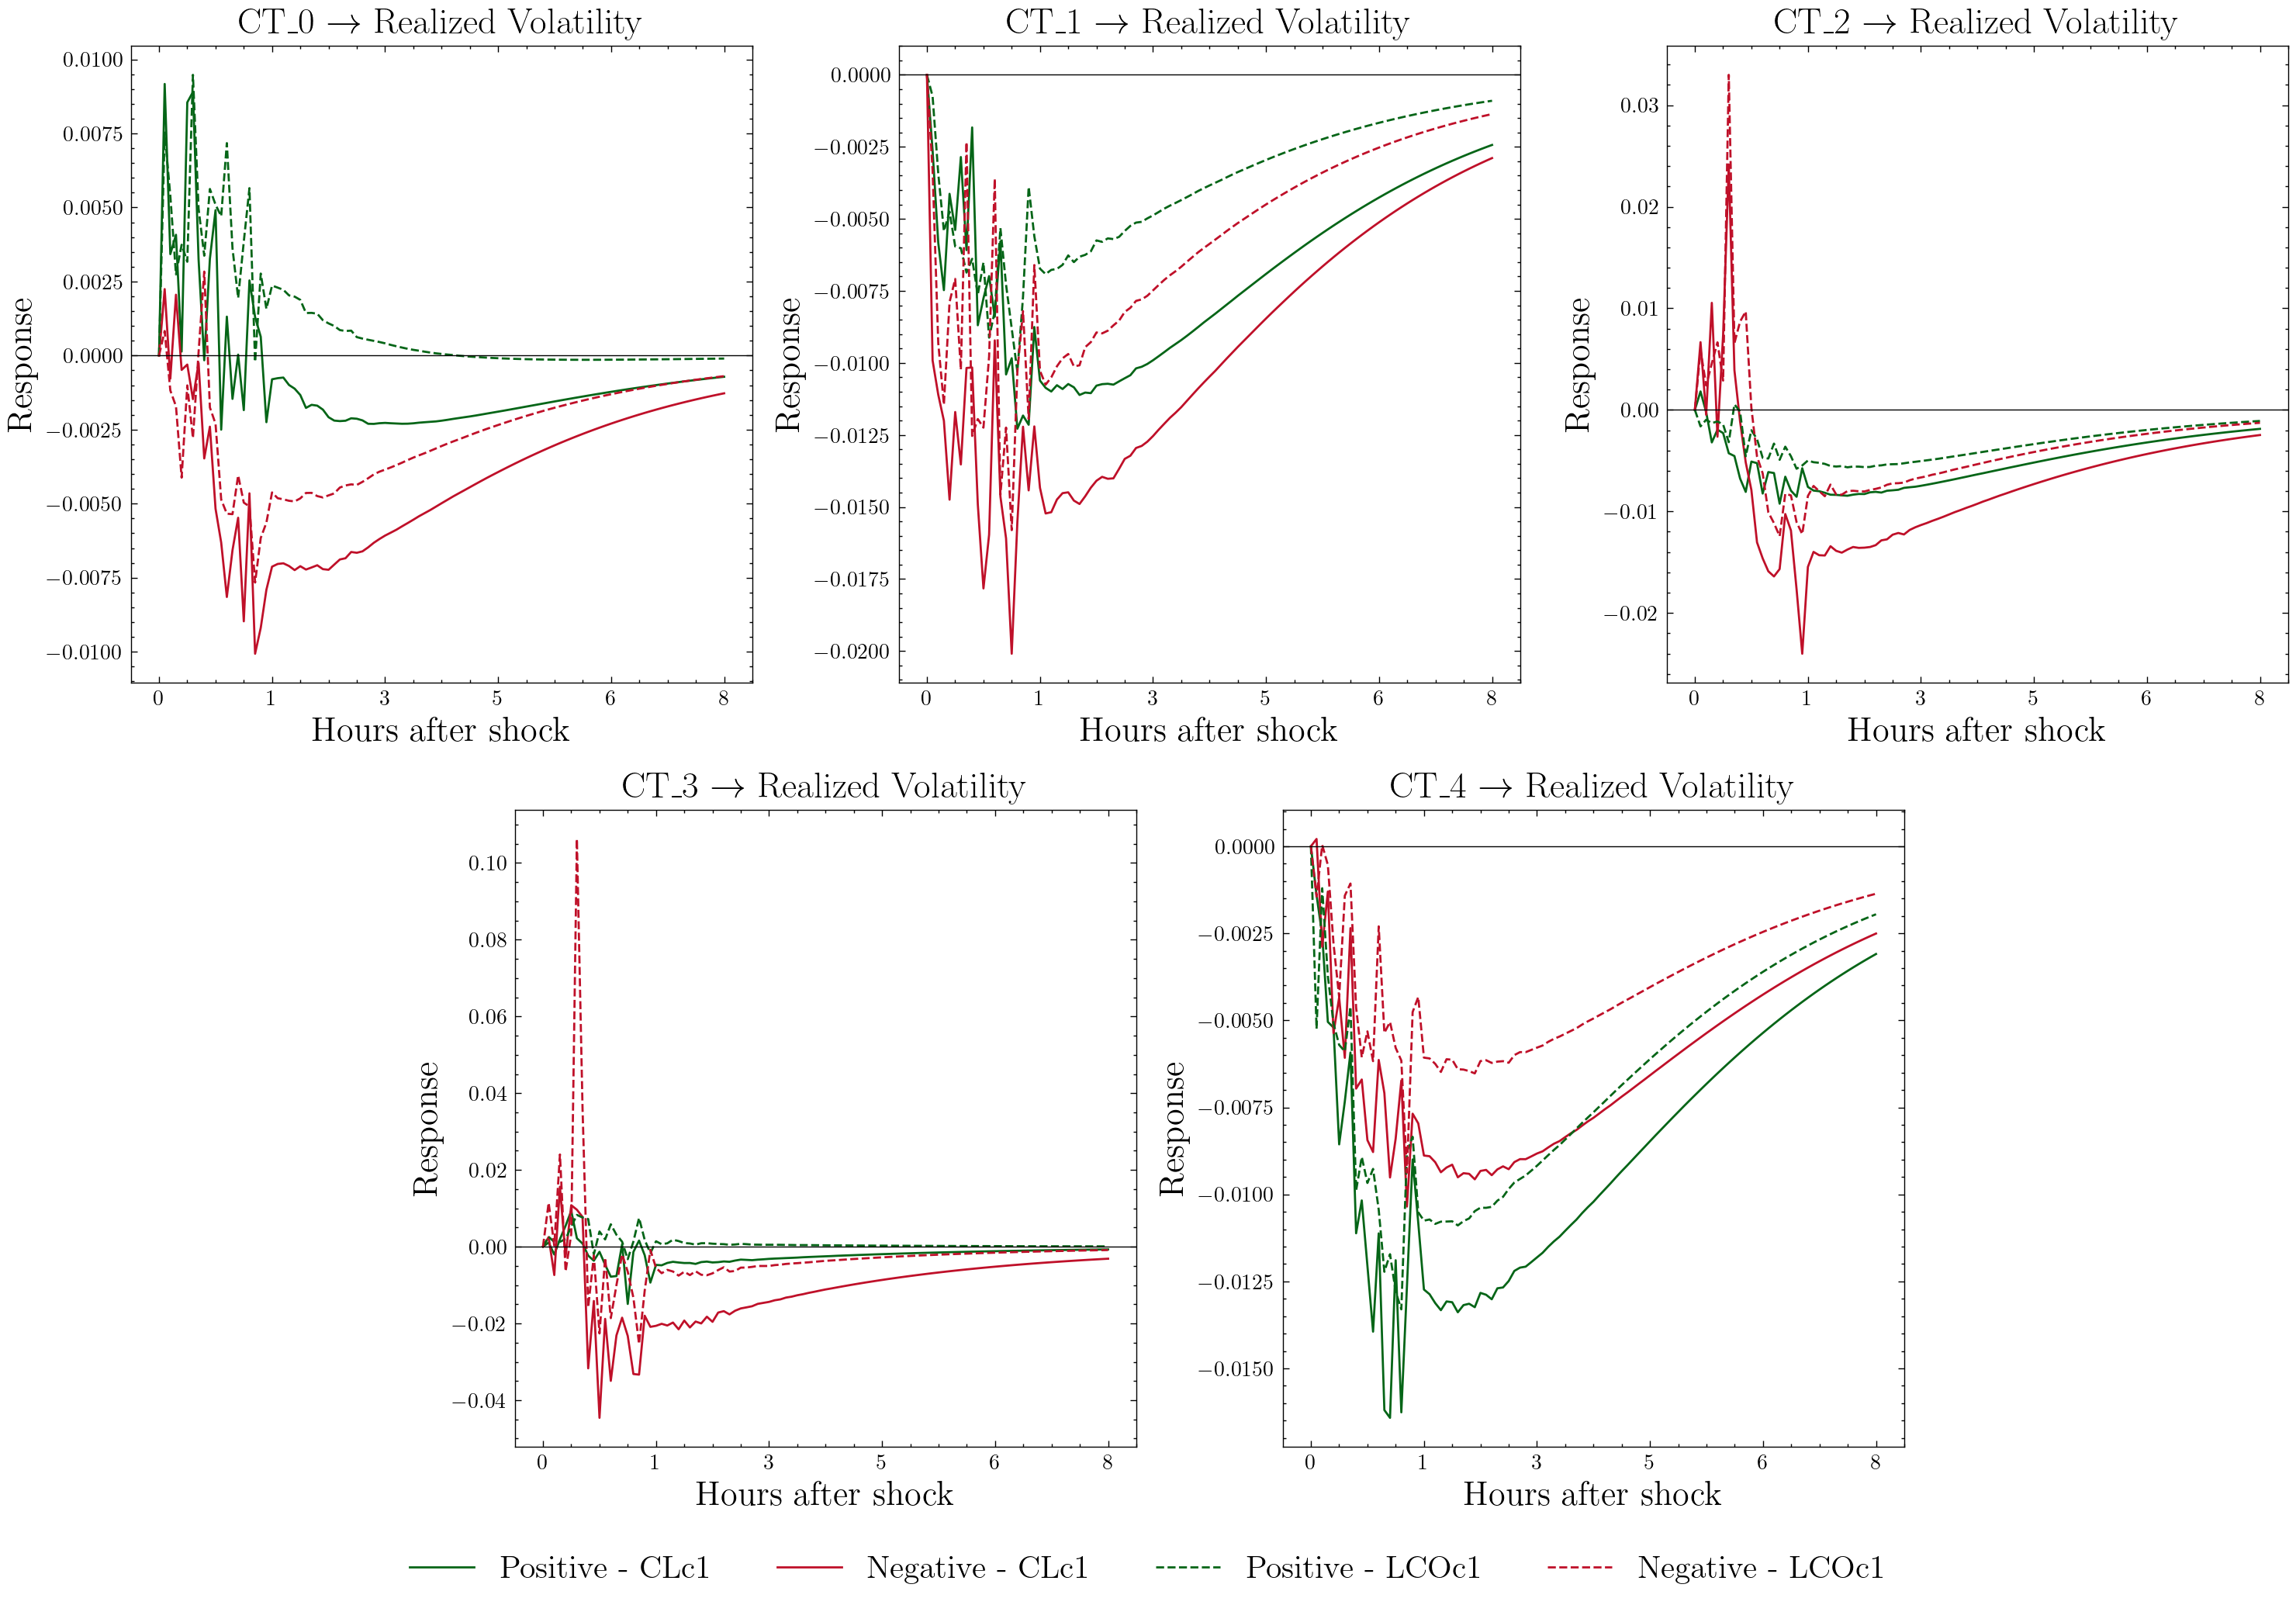 CT_0 → Realized Volatility
0.0100
0.0075
0.0050
0.0025
0.0000
−0.0025
−0.0050
−0.0075
−0.0100
Response
0 1 3 5 6 8
Hours after shock
CT_1 → Realized Volatility
0.0000
−0.0025
−0.0050
−0.0075
−0.0100
−0.0125
−0.0150
−0.0175
−0.0200
Response
0 1 3 5 6 8
Hours after shock
CT_2 → Realized Volatility
0.03
0.02
0.01
0.00
−0.01
−0.02
Response
0 1 3 5 6 8
Hours after shock
CT_3 → Realized Volatility
0.10
0.08
0.06
0.04
0.02
0.00
−0.02
−0.04
Response
0 1 3 5 6 8
Hours after shock
CT_4 → Realized Volatility
0.0000
−0.0025
−0.0050
−0.0075
−0.0100
−0.0125
−0.0150
Response
0 1 3 5 6 8
Hours after shock
Positive - CLc1 Negative - CLc1 Positive - LCOc1 Negative - LCOc1